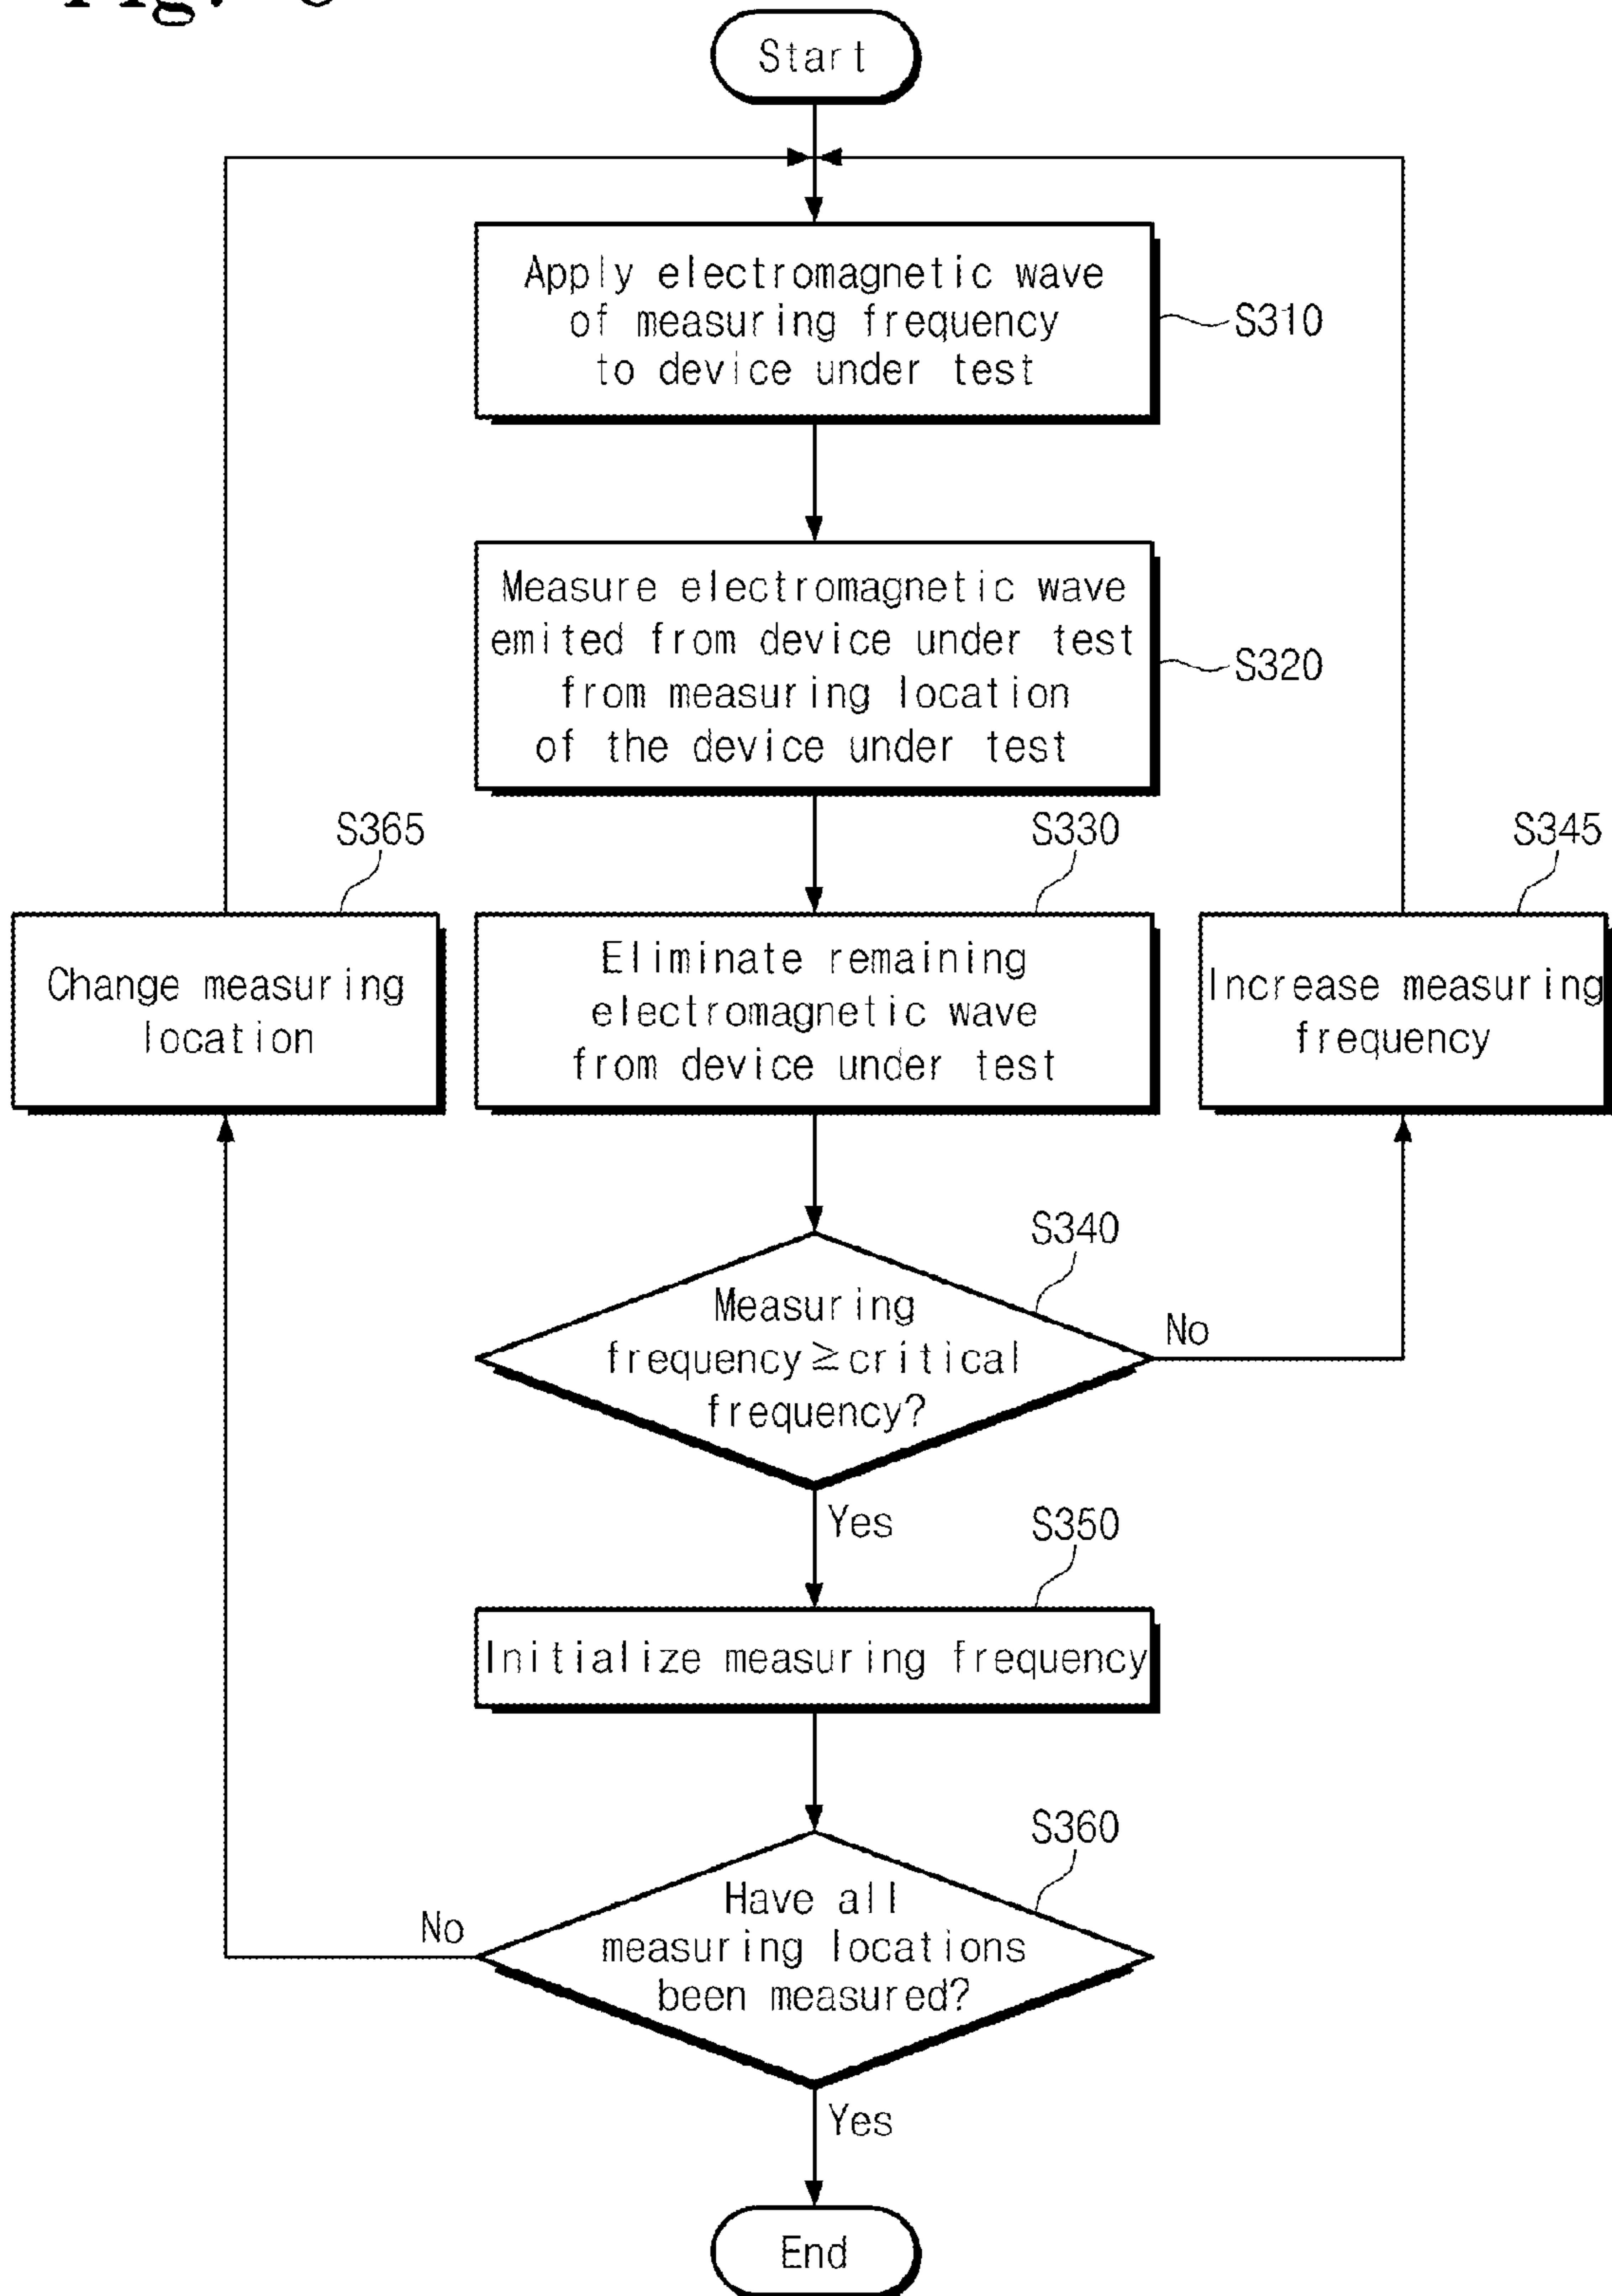 Start
Apply electromagnetic wave
of measuring frequency
to device under test
S310
Measure electromagnetic wave
emited from device under test
from measuring location
of the device under test
S320
S365
S330
S345
Change measuring
location
Eliminate remaining
electromagnetic wave
from device under test
Increase measuring
frequency
S340
Measuring
frequency≧critical
frequency?
No
Yes
S350
Initialize measuring frequency
S360
Have all
measuring locations
been measured?
No
Yes
End